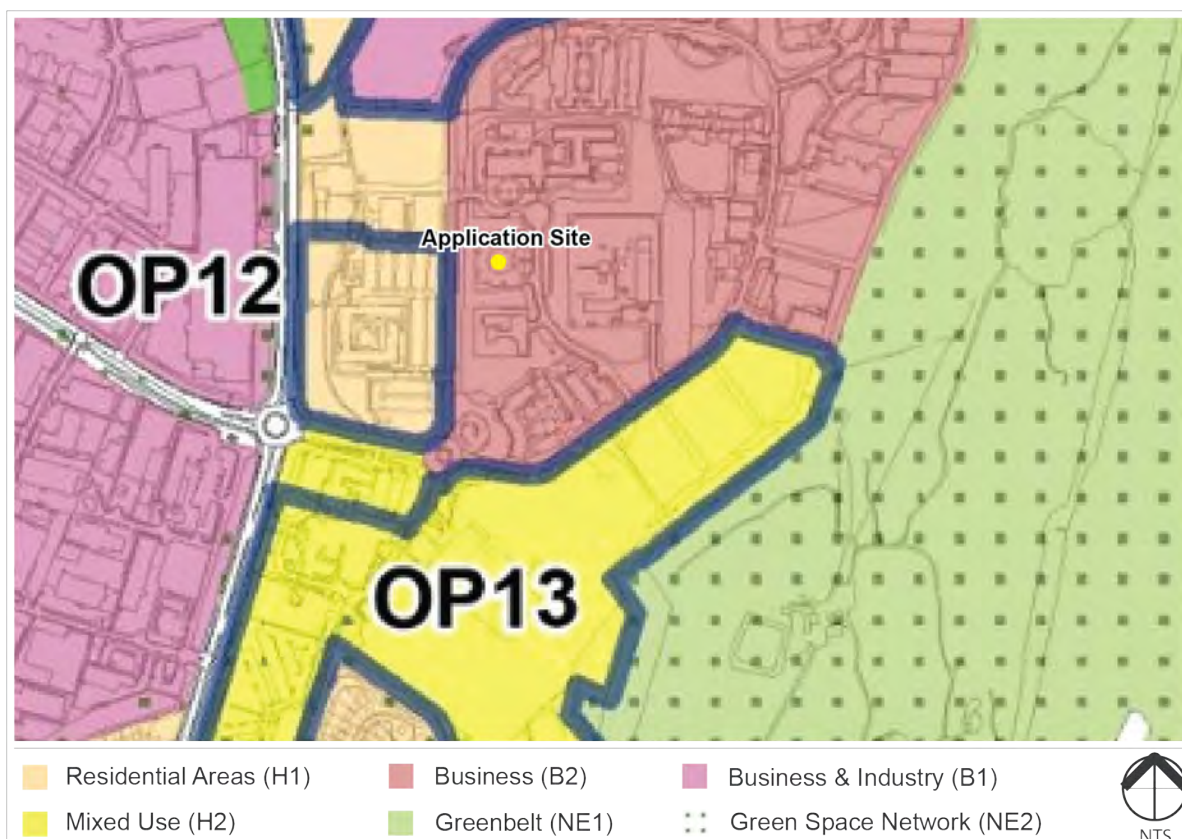 Application Site
OP12
OP13
Residential Areas (H1)
Business (B2)
Business & Industry (B1)
Mixed Use (H2)
Greenbelt (NE1)
Green Space Network (NE2)
NTS